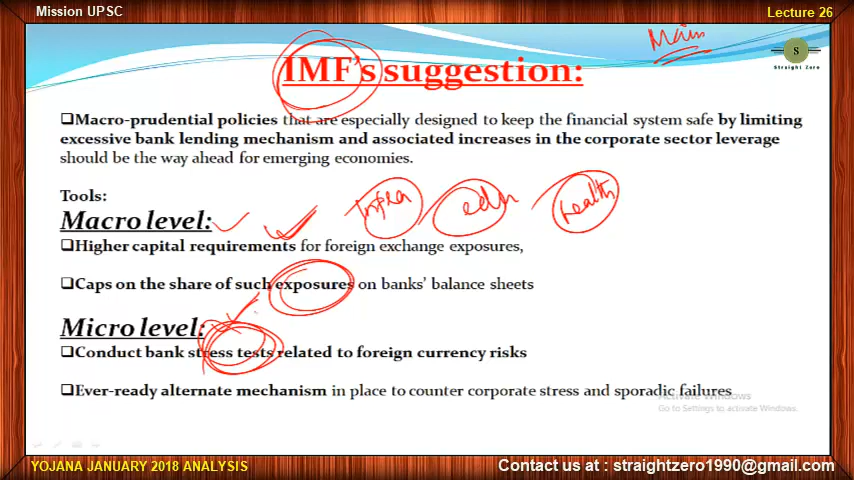 Mission UPSC
Lecture 26
Main
S
Straight Zero
IMF's suggestion:
❑Macro-prudential policies that are especially designed to keep the financial system safe by limiting
excessive bank lending mechanism and associated increases in the corporate sector leverage
should be the way ahead for emerging economies.
Tools:
Infra edu health
Macro level:
❑Higher capital requirements for foreign exchange exposures,
❑Caps on the share of such exposures on banks' balance sheets
Micro level:
❑Conduct bank stress tests related to foreign currency risks
❑Ever-ready alternate mechanism in place to counter corporate stress and sporadic failures
Activate Windows
Go to Settings to activate Windows.
YOJANA JANUARY 2018 ANALYSIS
Contact us at : straightzero1990@gmail.com